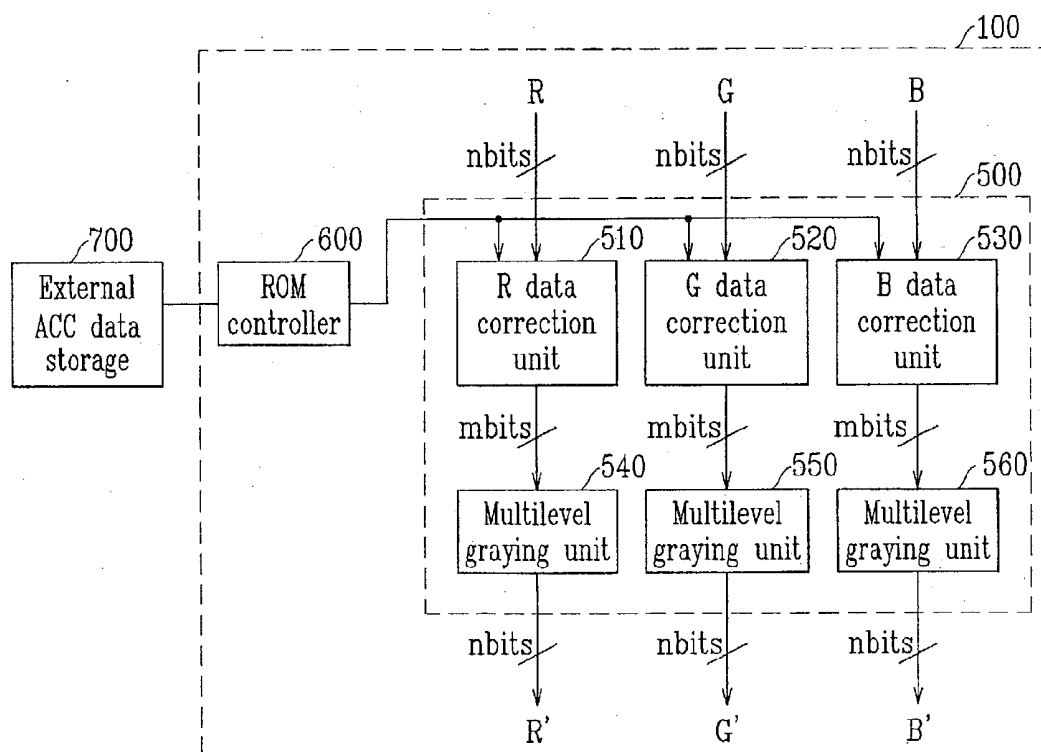 100
R G B
nbits nbits nbits
500
700 600 510 520 530
External
ACC data
storage
ROM
controller
R data
correction
unit
G data
correction
unit
B data
correction
unit
mbits mbits mbits
540 550 560
Multilevel
graying unit
Multilevel
graying unit
Multilevel
graying unit
nbits nbits nbits
R' G' B'